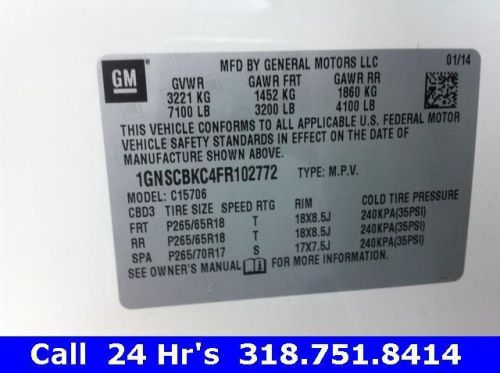 GM
MFD BY GENERAL MOTORS LLC 01/14
GVWR GAWR FRT GAWR RR
3221 KG 1452 KG 1860 KG
7100 LB 3200 LB 4100 LB
THIS VEHICLE CONFORMS TO ALL APPLICABLE U.S. FEDERAL MOTOR
VEHICLE SAFETY STANDARDS IN EFFECT ON THE DATE OF
MANUFACTURE SHOWN ABOVE.
1GNSCBKC4FR102772 TYPE: M.P.V.
MODEL: C15706
CBD3 TIRE SIZE SPEED RTG RIM COLD TIRE PRESSURE
FRT P265/65R18 T 18X8.5J 240KPA(35PSI)
RR P265/65R18 T 18X8.5J 240KPA(35PSI)
SPA P265/70R17 S 17X7.5J 240KPA(35PSI)
SEE OWNER'S MANUAL FOR MORE INFORMATION.
Call 24 Hr's 318.751.8414